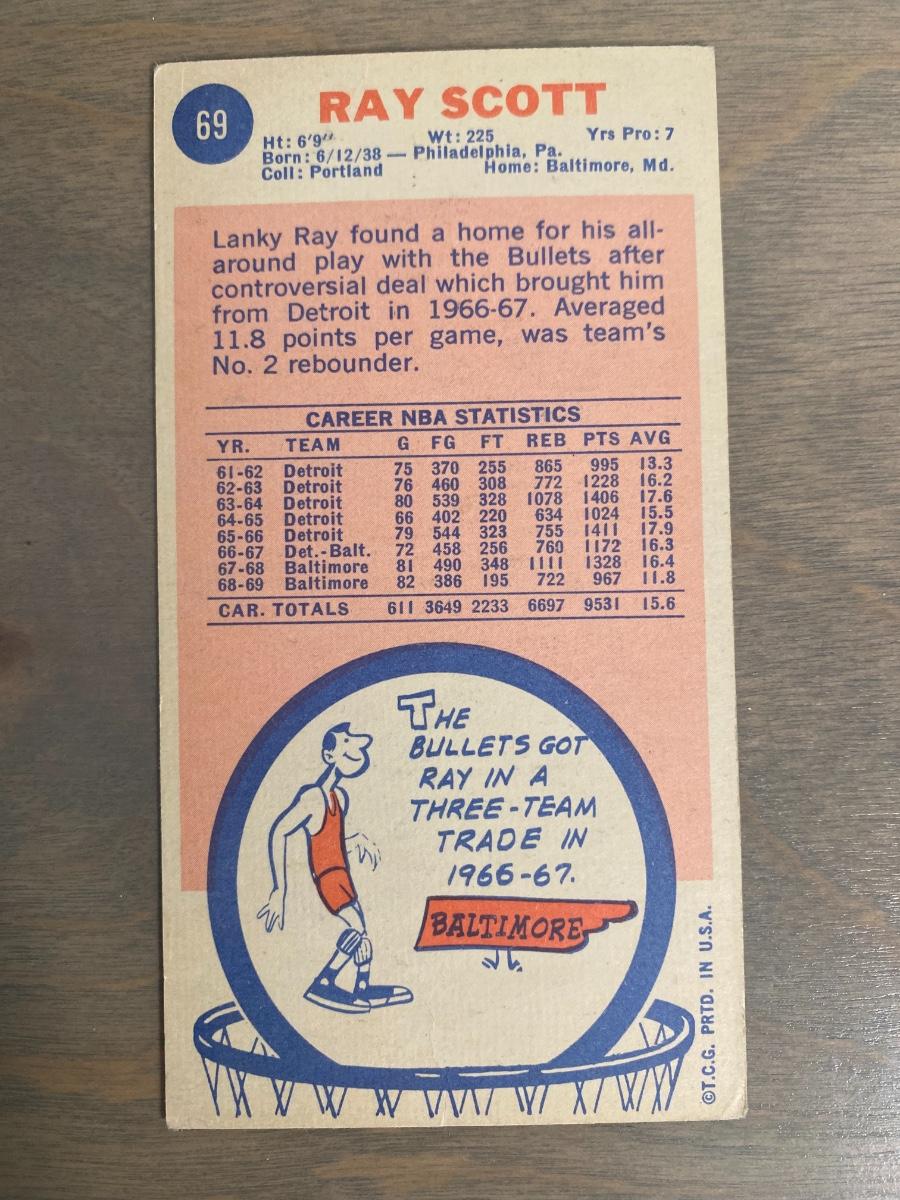 69
RAY SCOTT
Ht: 6'9" Wt: 225 Yrs Pro: 7
Born: 6/12/38 — Philadelphia, Pa.
Coll: Portland Home: Baltimore, Md.
Lanky Ray found a home for his all-
around play with the Bullets after
controversial deal which brought him
from Detroit in 1966-67. Averaged
11.8 points per game, was team's
No. 2 rebounder.
CAREER NBA STATISTICS
YR. TEAM G FG FT REB PTS AVG
61-62 Detroit 75 370 255 865 995 13.3
62-63 Detroit 76 460 308 772 1228 16.2
63-64 Detroit 80 539 328 1078 1406 17.6
64-65 Detroit 66 402 220 634 1024 15.5
65-66 Detroit 79 544 323 755 1411 17.9
66-67 Det.-Balt. 72 458 256 760 1172 16.3
67-68 Baltimore 81 490 348 1111 1328 16.4
68-69 Baltimore 82 386 195 722 967 11.8
CAR. TOTALS 611 3649 2233 6697 9531 15.6
THE
BULLETS GOT
RAY IN A
THREE-TEAM
TRADE IN
1966-67.
BALTIMORE
©T.C.G. PRTD. IN U.S.A.